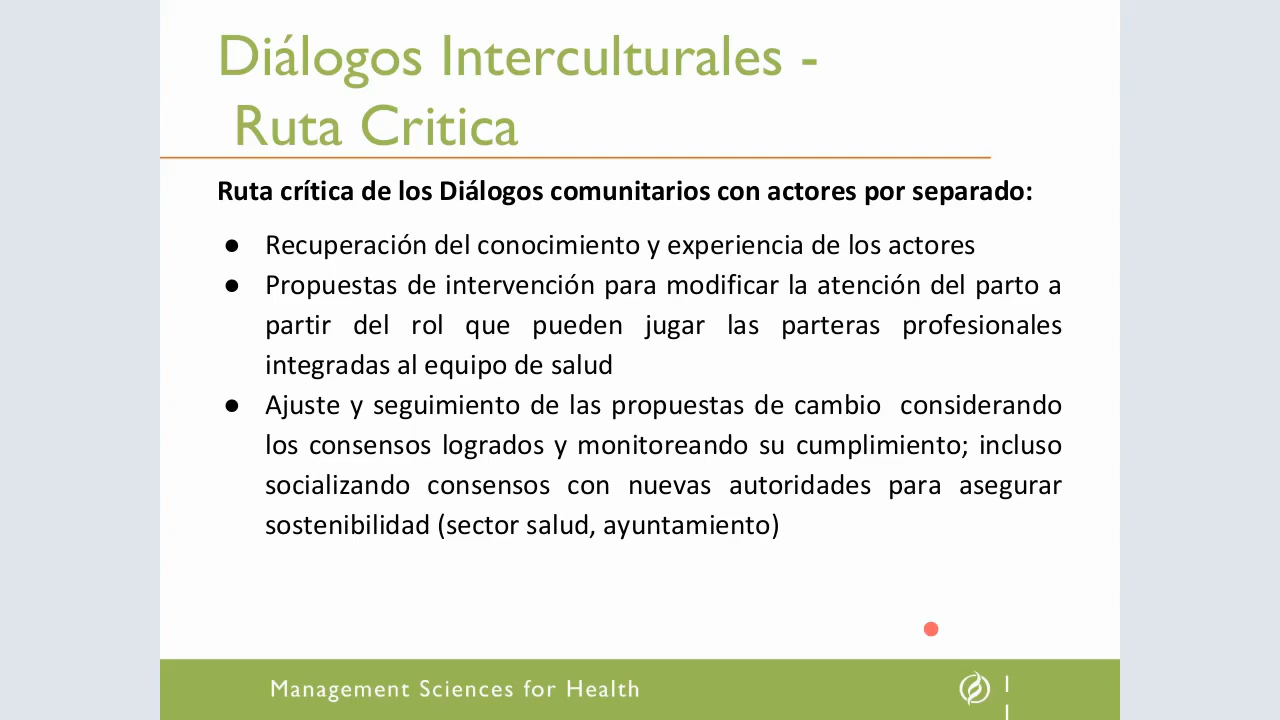 Diálogos Interculturales -
Ruta Critica
Ruta crítica de los Diálogos comunitarios con actores por separado:
● Recuperación del conocimiento y experiencia de los actores
● Propuestas de intervención para modificar la atención del parto a
partir del rol que pueden jugar las parteras profesionales
integradas al equipo de salud
● Ajuste y seguimiento de las propuestas de cambio considerando
los consensos logrados y monitoreando su cumplimiento; incluso
socializando consensos con nuevas autoridades para asegurar
sostenibilidad (sector salud, ayuntamiento)
Management Sciences for Health